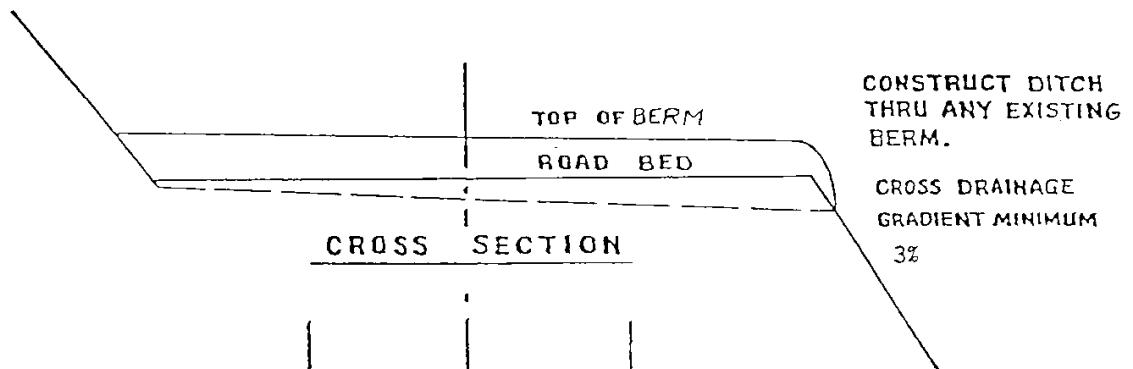 TOP OF BERM
ROAD BED
CROSS SECTION
CONSTRUCT DITCH
THRU ANY EXISTING
BERM.
CROSS DRAINAGE
GRADIENT MINIMUM
3%